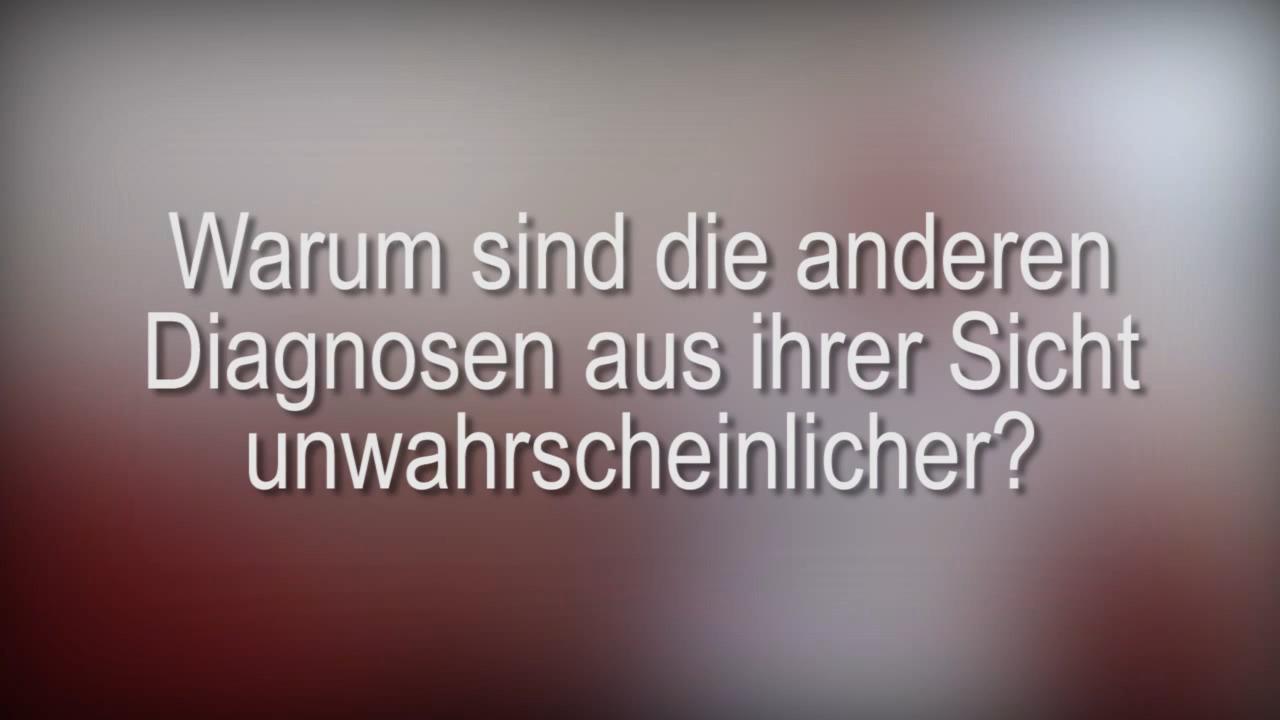 Warum sind die anderen
Diagnosen aus ihrer Sicht
unwahrscheinlicher?